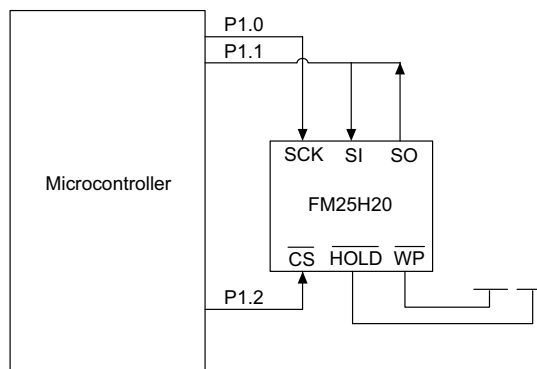 P1.0
P1.1
SCK SI SO
Microcontroller
FM25H20
CS HOLD WP
P1.2